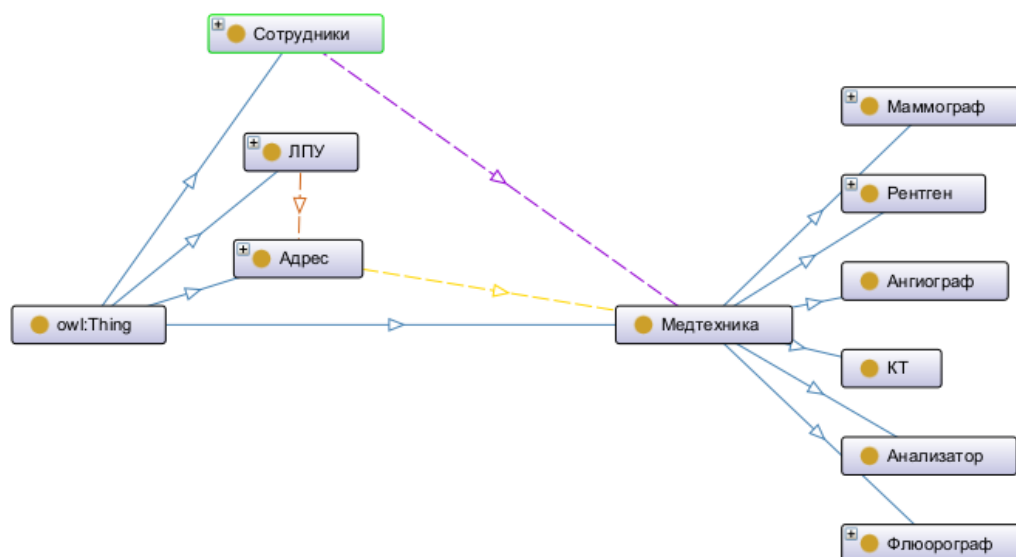 Сотрудники
ЛПУ
Адрес
owl:Thing
Медтехника
Маммограф
Рентген
Ангиограф
КТ
Анализатор
Флюорограф